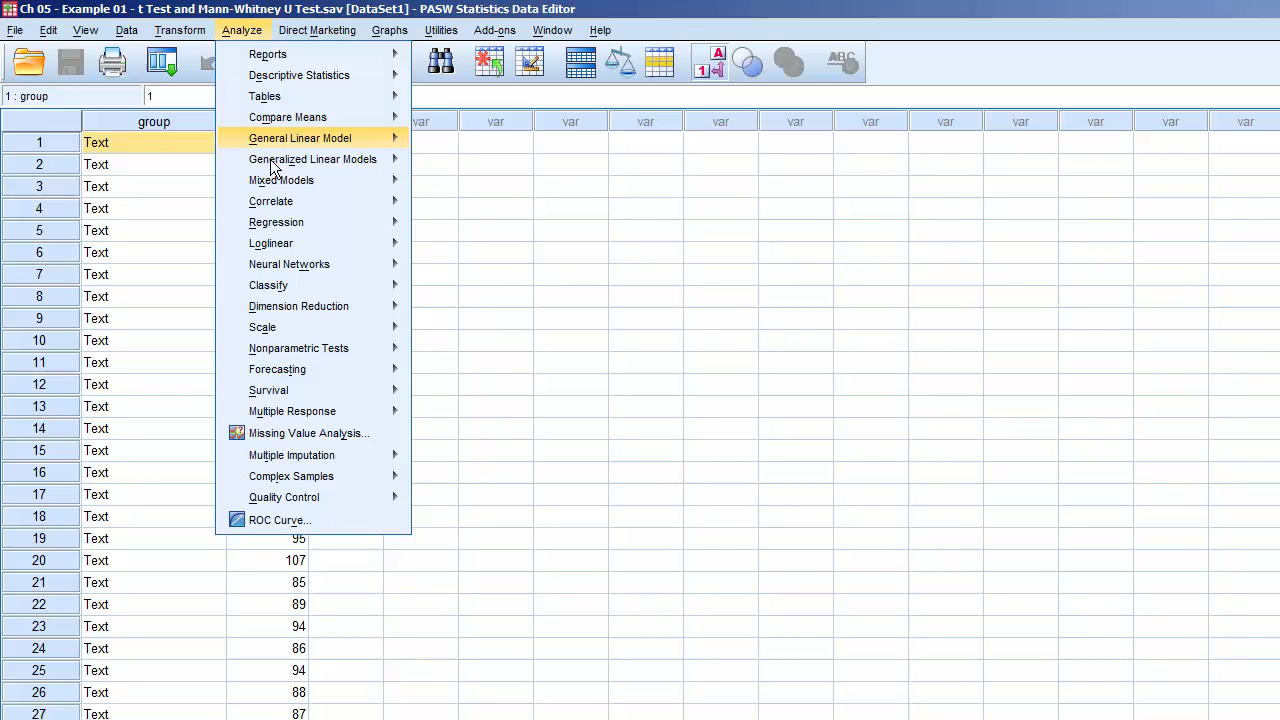 Ch 05 - Example 01 - t Test and Mann-Whitney U Test.sav [DataSet1] - PASW Statistics Data Editor
File Edit View Data Transform Analyze Direct Marketing Graphs Utilities Add-ons Window Help
A 1 ABC
1 : group 1
group var var var var var var var var var var var var
Reports
Descriptive Statistics
Tables
Compare Means
General Linear Model
Generalized Linear Models
Mixed Models
Correlate
Regression
Loglinear
Neural Networks
Classify
Dimension Reduction
Scale
Nonparametric Tests
Forecasting
Survival
Multiple Response
Missing Value Analysis...
Multiple Imputation
Complex Samples
Quality Control
ROC Curve...
1 Text
2 Text
3 Text
4 Text
5 Text
6 Text
7 Text
8 Text
9 Text
10 Text
11 Text
12 Text
13 Text
14 Text
15 Text
16 Text
17 Text
18 Text
19 Text 95
20 Text 107
21 Text 85
22 Text 89
23 Text 94
24 Text 86
25 Text 94
26 Text 88
27 Text 87